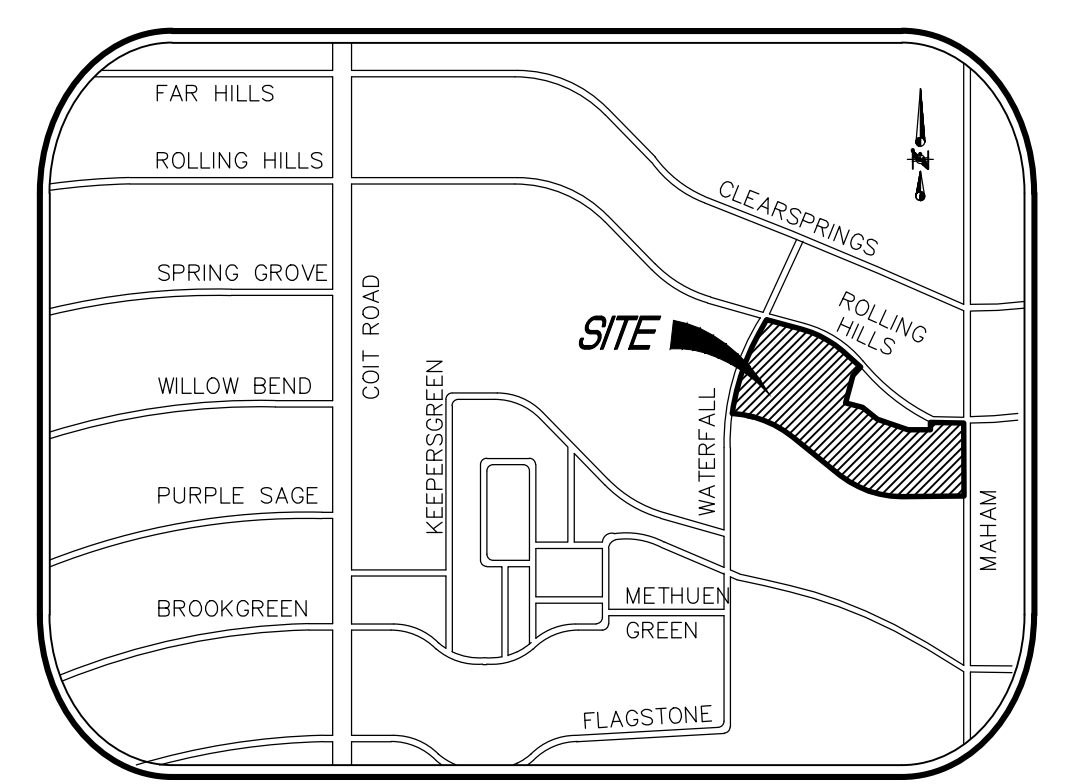 FAR HILLS
ROLLING HILLS
CLEARSPRINGS
SPRING GROVE
COIT ROAD
ROLLING
HILLS
SITE
WILLOW BEND
KEEPERSGREEN
WATERFALL
PURPLE SAGE
MAHAM
BROOKGREEN
METHUEN
GREEN
FLAGSTONE